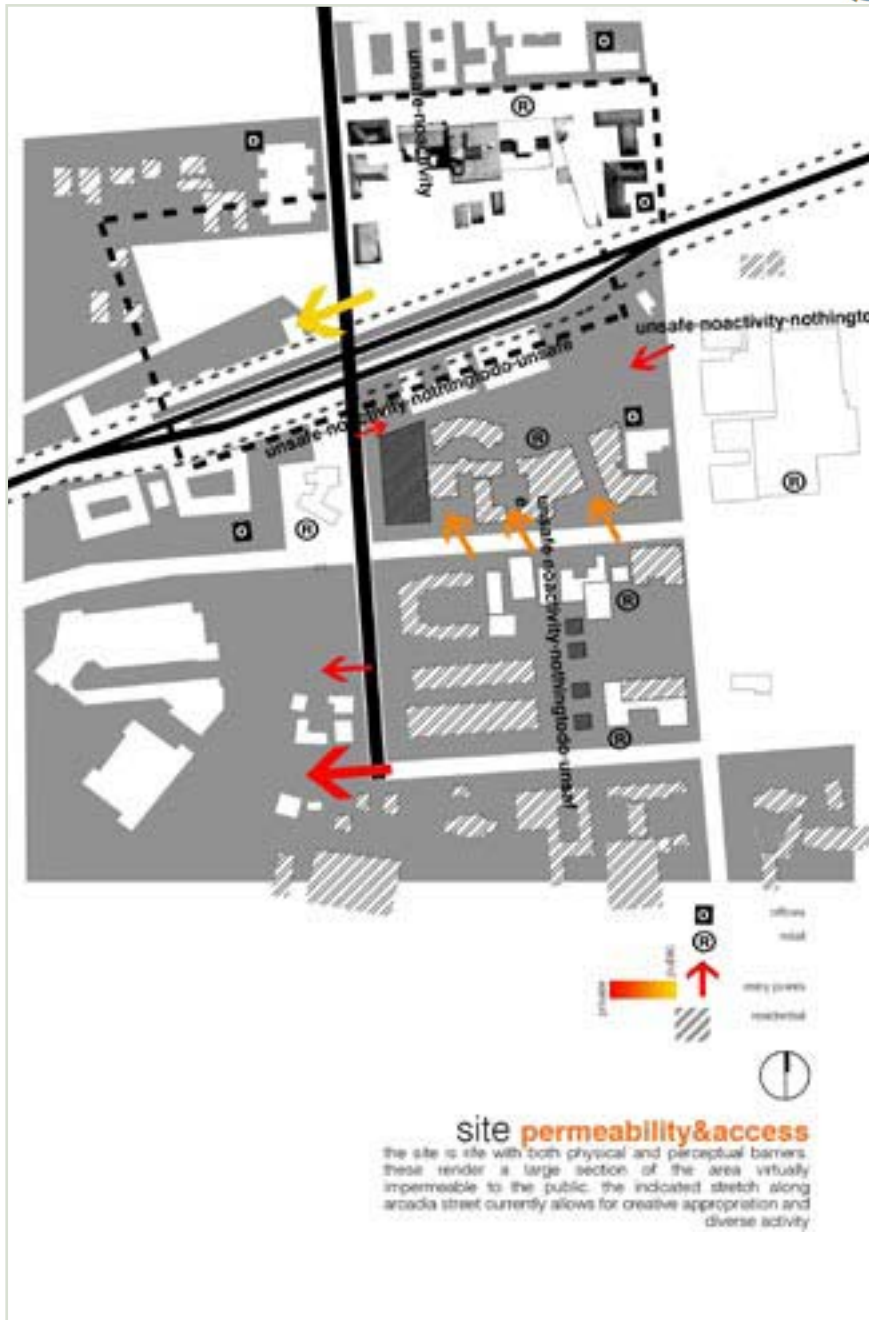 unsafe-noactivity
unsafe-noactivity-nothingto
unsafe-noactivity-nothingtodo-unsafe
unsafe-noactivity-nothingtodo-unsaf
O
R
O
O
O
R
R
O
R
R
R
O
offices
R
retail
entry points
residential
site permeability&access
the site is rife with both physical and perceptual barriers.
these render a large section of the area virtually
impermeable to the public. the indicated stretch along
arcadia street currently allows for creative appropriation and
diverse activity